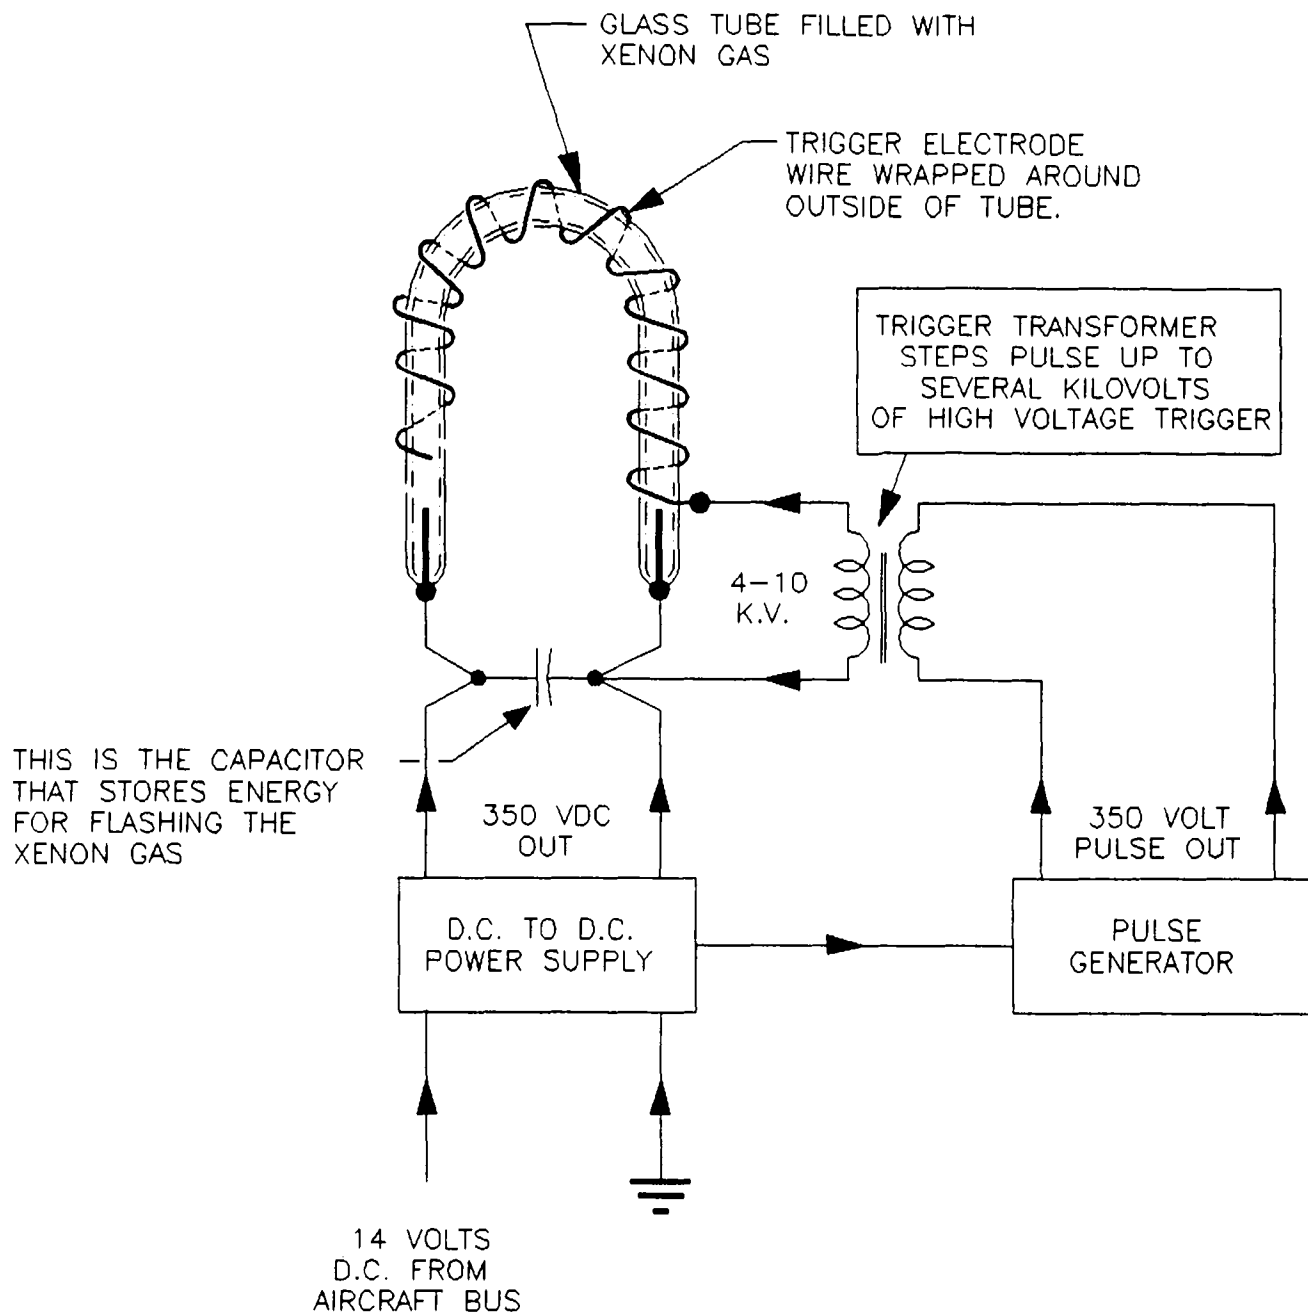 GLASS TUBE FILLED WITH
XENON GAS
TRIGGER ELECTRODE
WIRE WRAPPED AROUND
OUTSIDE OF TUBE.
TRIGGER TRANSFORMER
STEPS PULSE UP TO
SEVERAL KILOVOLTS
OF HIGH VOLTAGE TRIGGER
4-10
K.V.
THIS IS THE CAPACITOR
THAT STORES ENERGY
FOR FLASHING THE
XENON GAS
350 VDC
OUT
350 VOLT
PULSE OUT
D.C. TO D.C.
POWER SUPPLY
PULSE
GENERATOR
14 VOLTS
D.C. FROM
AIRCRAFT BUS